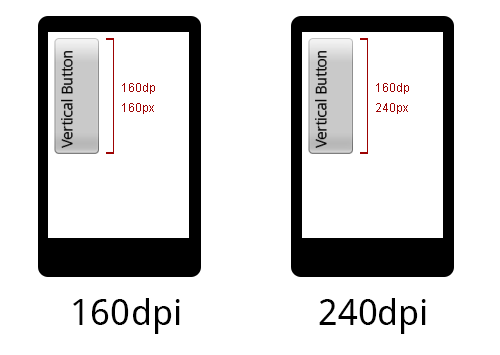 Vertical Button
160dp
160px
160dpi
Vertical Button
160dp
240px
240dpi